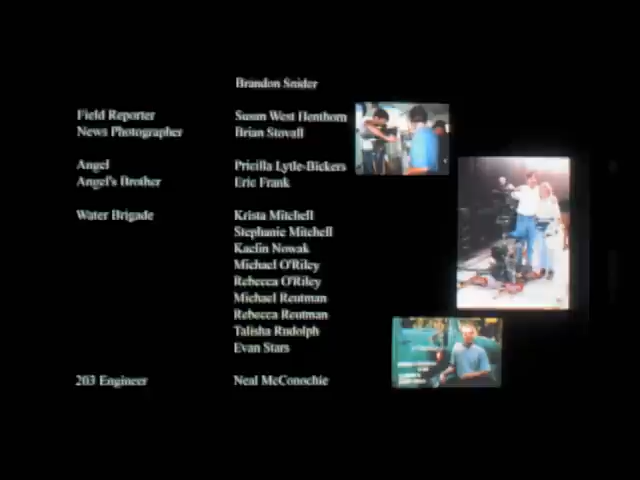 Brandon Snider
Field Reporter Susan West Henthorn
News Photographer Brian Stovall
Angel Pricilla Lytle-Bickers
Angel's Brother Eric Frank
Water Brigade Krista Mitchell
Stephanie Mitchell
Kaelin Nowak
Michael O'Riley
Rebecca O'Riley
Michael Reutman
Rebecca Reutman
Talisha Rudolph
Evan Stars
203 Engineer Neal McConochie